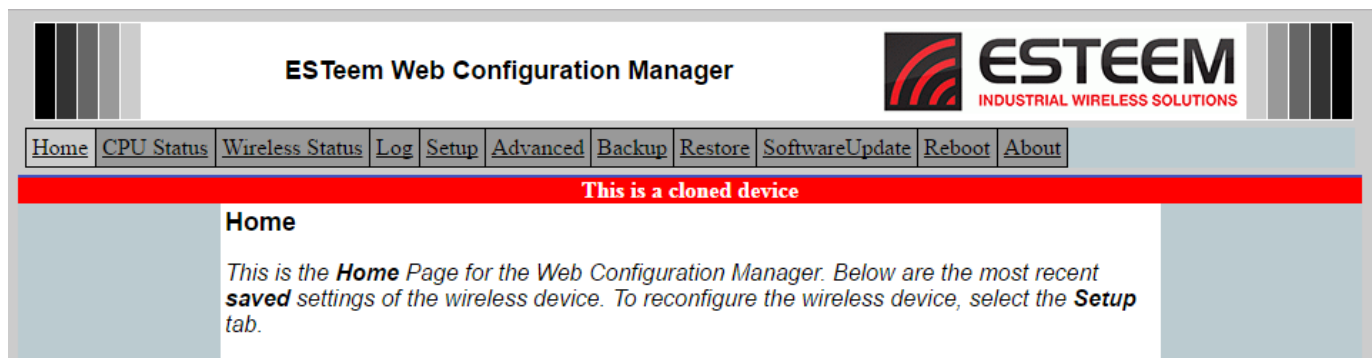 ESTeem Web Configuration Manager
ESTEEM
INDUSTRIAL WIRELESS SOLUTIONS
Home CPU Status Wireless Status Log Setup Advanced Backup Restore SoftwareUpdate Reboot About
This is a cloned device
Home
This is the Home Page for the Web Configuration Manager. Below are the most recent
saved settings of the wireless device. To reconfigure the wireless device, select the Setup
tab.